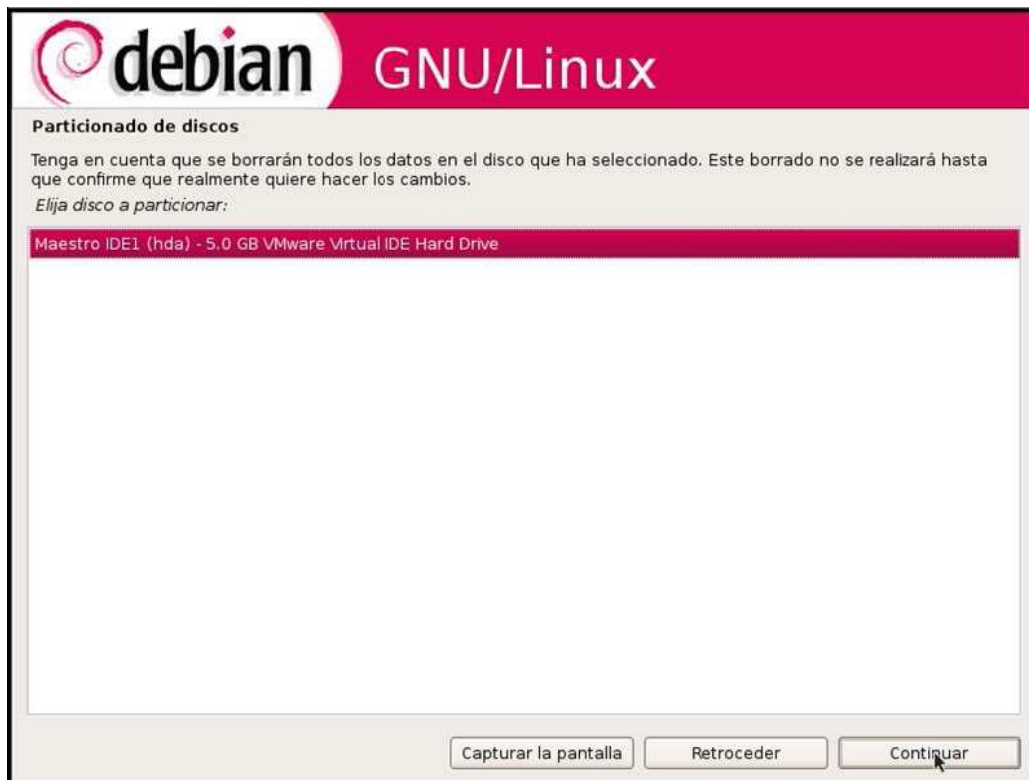 debian GNU/Linux
Particionado de discos
Tenga en cuenta que se borrarán todos los datos en el disco que ha seleccionado. Este borrado no se realizará hasta
que confirme que realmente quiere hacer los cambios.
Elija disco a particionar:
Maestro IDE1 (hda) - 5.0 GB VMware Virtual IDE Hard Drive
Capturar la pantalla Retroceder Continuar